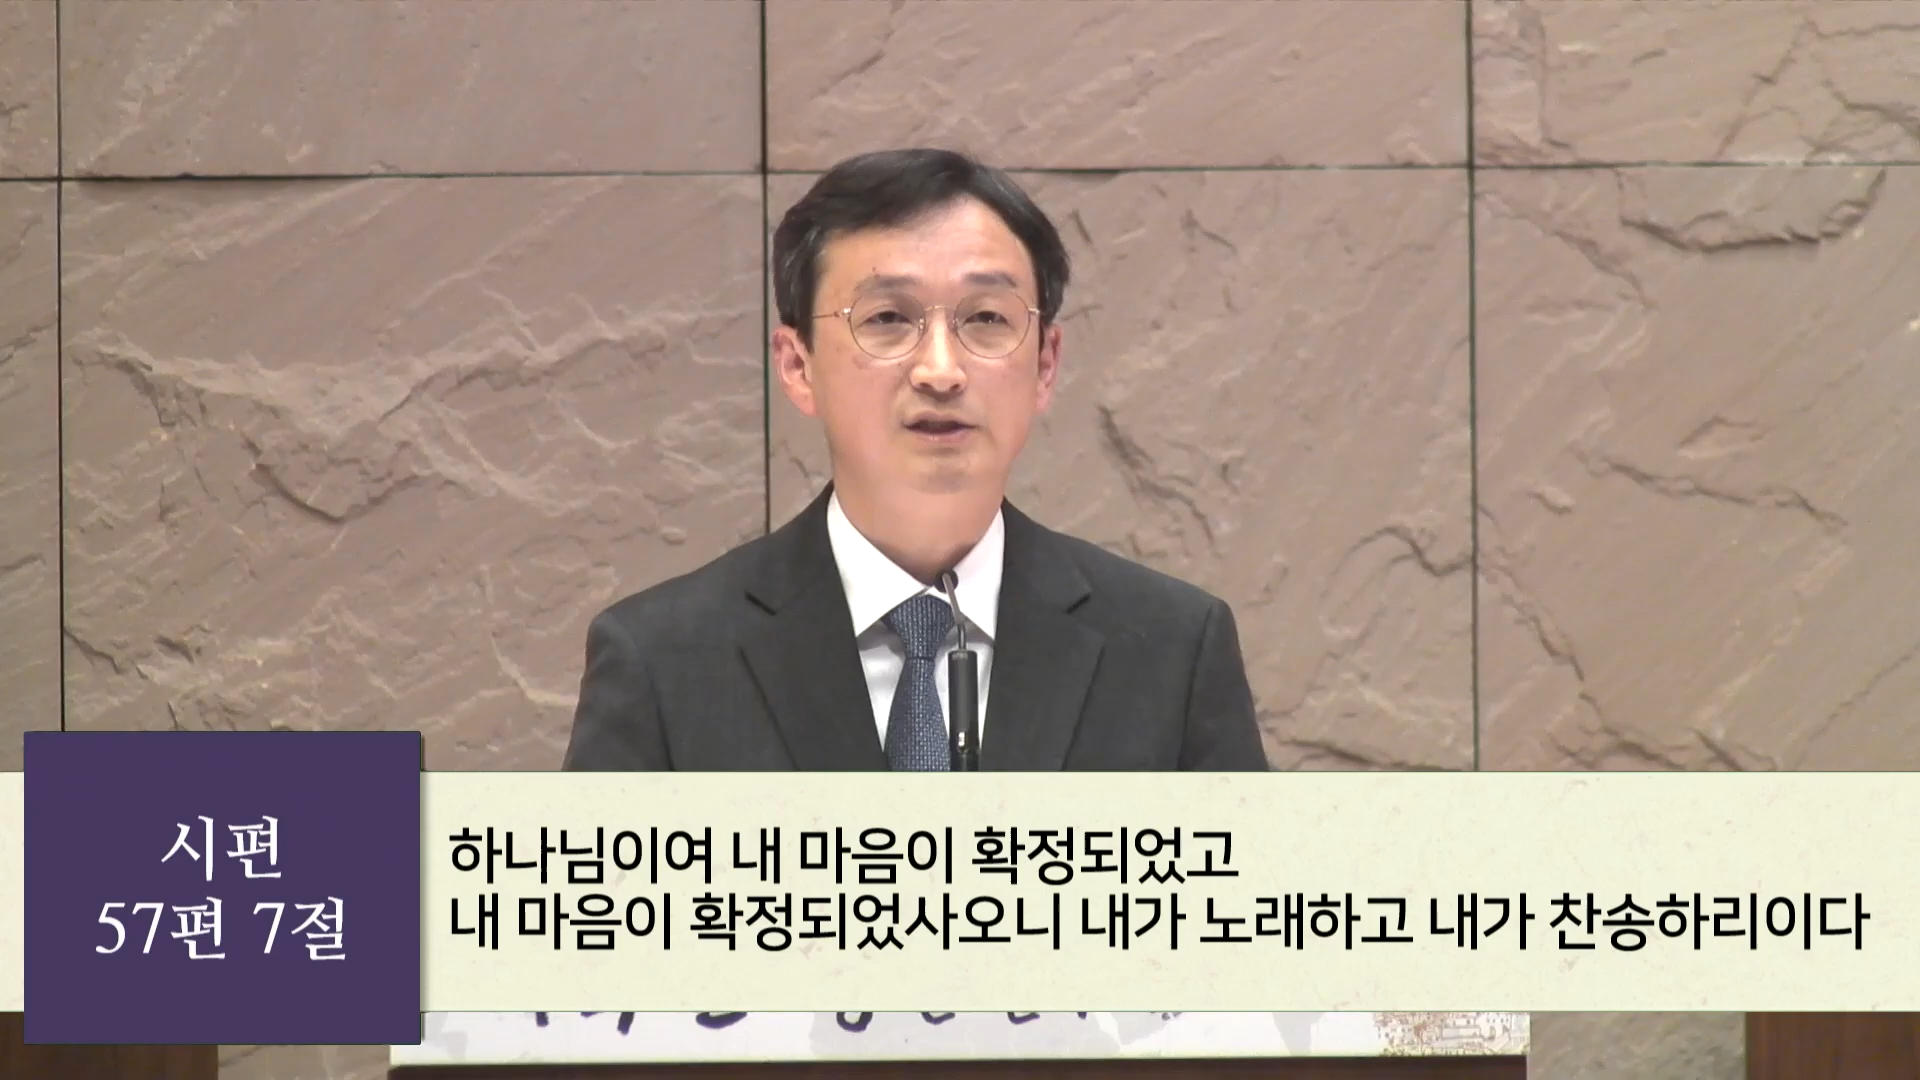 시편
57편 7절
하나님이여 내 마음이 확정되었고
내 마음이 확정되었사오니 내가 노래하고 내가 찬송하리이다